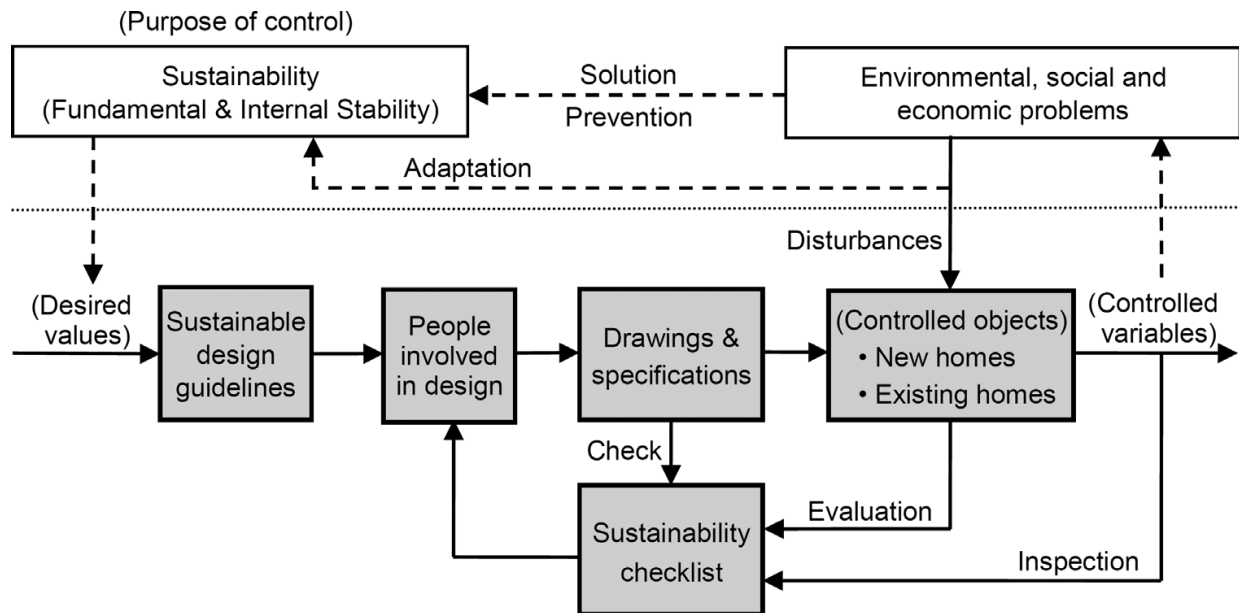 (Purpose of control)
Sustainability
(Fundamental & Internal Stability)
Solution
Prevention
Environmental, social and
economic problems
Adaptation
Disturbances
(Desired
values)
Sustainable
design
guidelines
People
involved
in design
Drawings &
specifications
(Controlled objects)
• New homes
• Existing homes
(Controlled
variables)
Check
Sustainability
checklist
Evaluation
Inspection